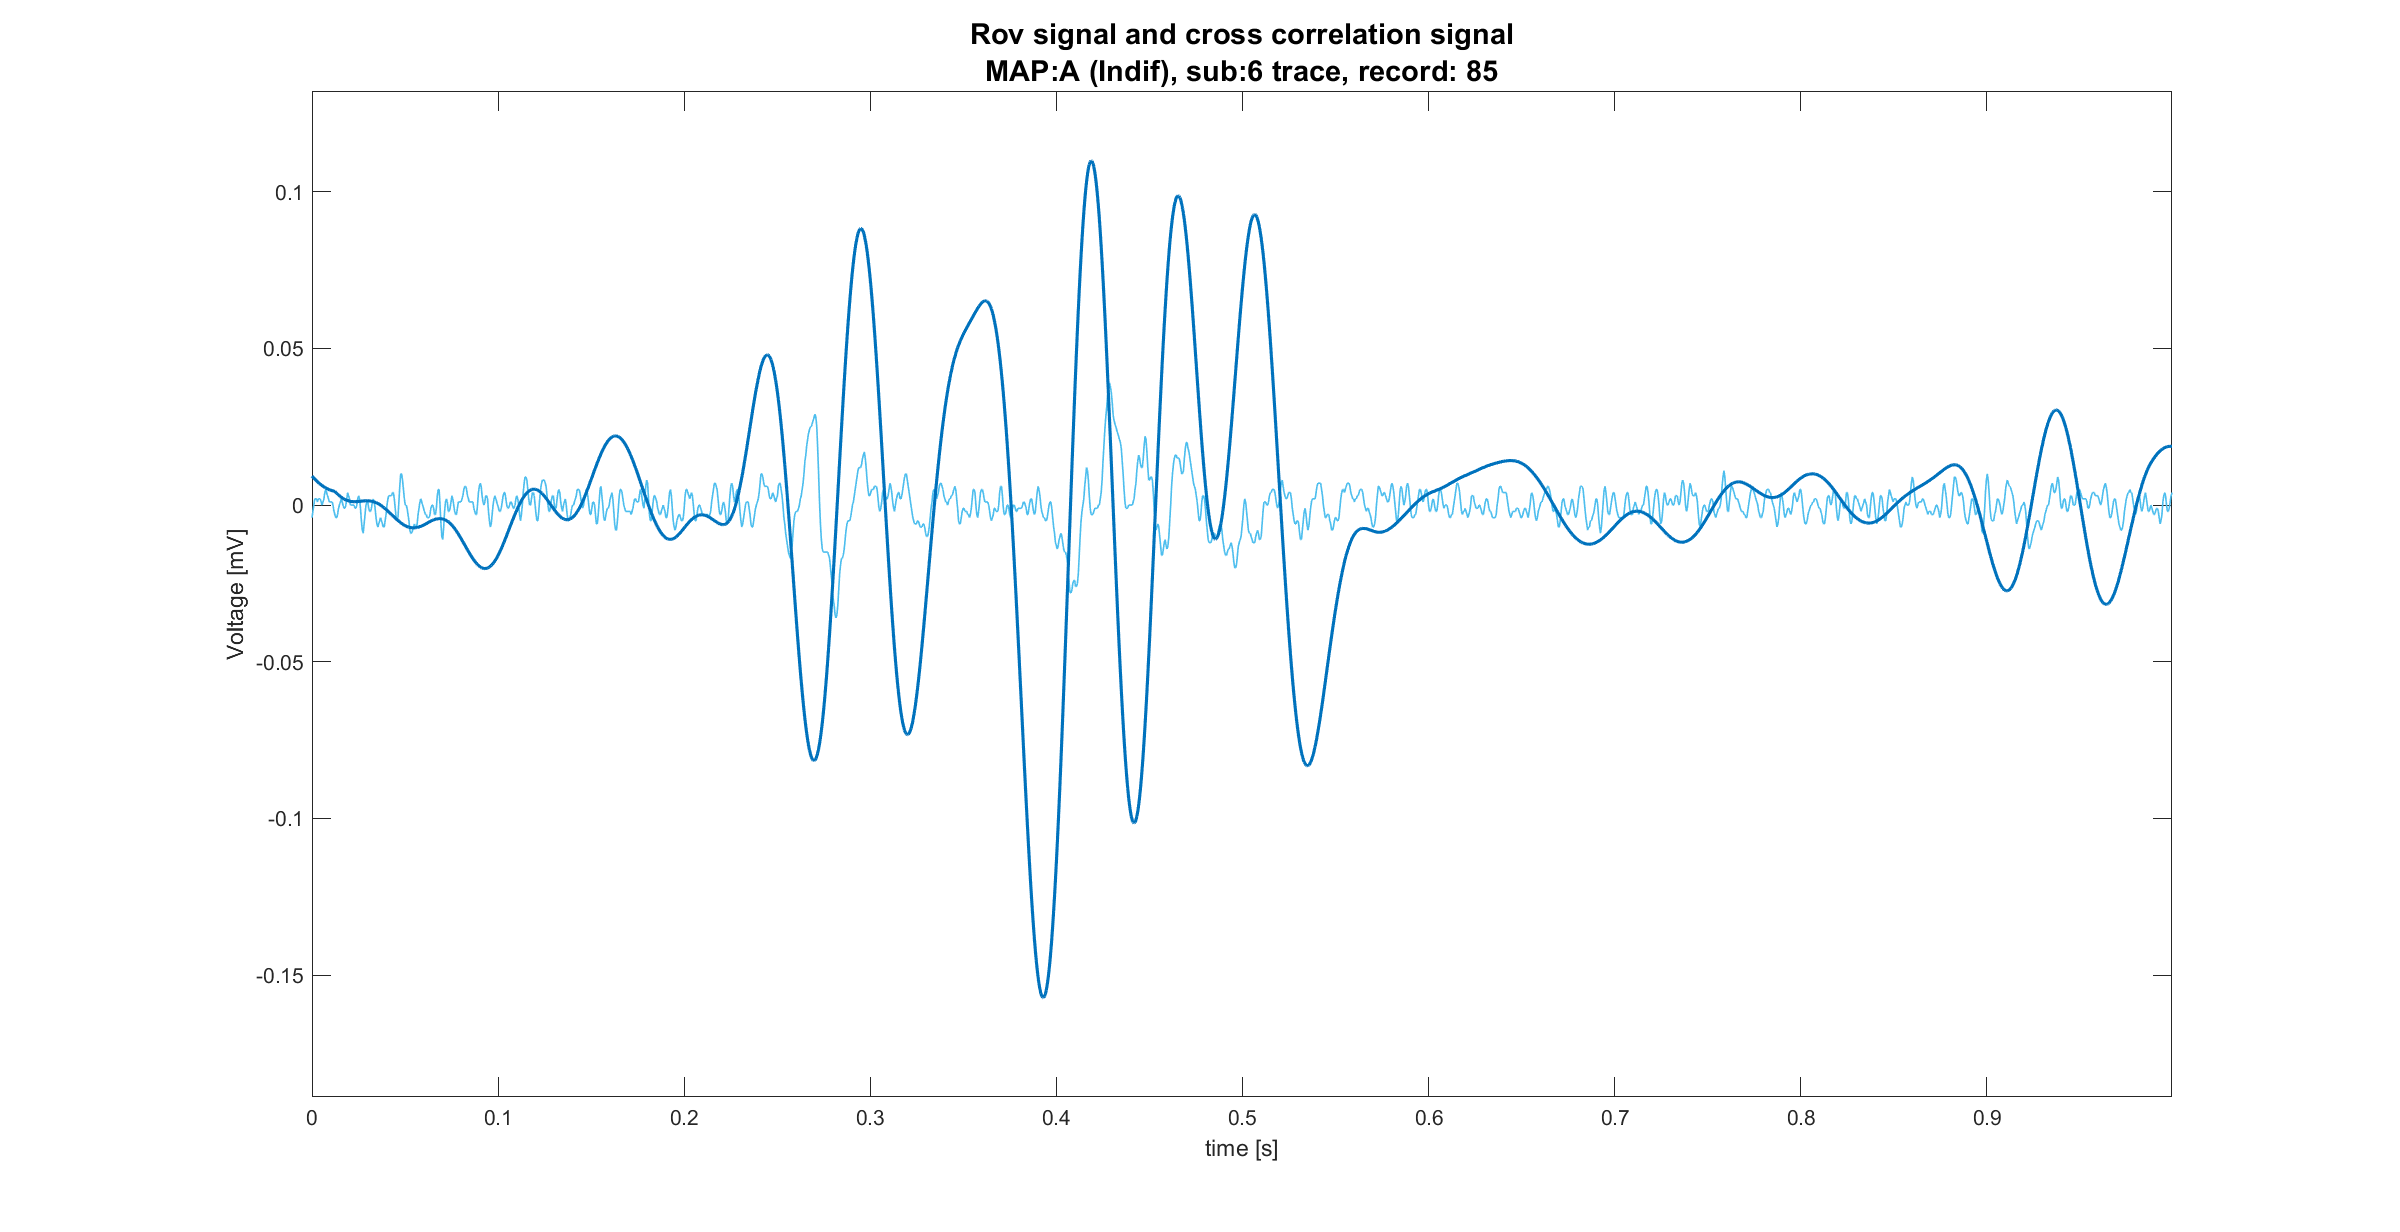 Rov signal and cross correlation signal
MAP:A (Indif), sub:6 trace, record: 85
0.1
0.05
0
-0.05
-0.1
-0.15
Voltage [mV]
0 0.1 0.2 0.3 0.4 0.5 0.6 0.7 0.8 0.9
time [s]